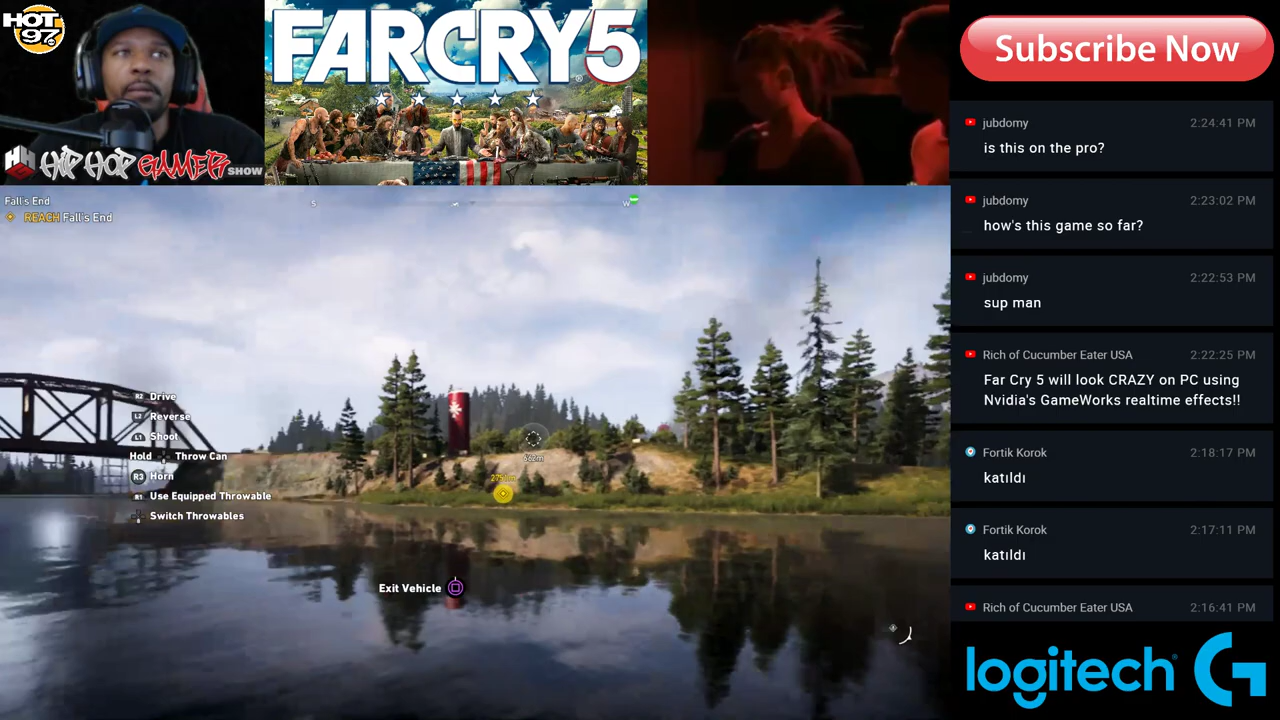 HOT
97
HIP HOP GAMER SHOW
FARCRY5
Subscribe Now
jubdomy 2:24:41 PM
is this on the pro?
jubdomy 2:23:02 PM
how's this game so far?
jubdomy 2:22:53 PM
sup man
Rich of Cucumber Eater USA 2:22:25 PM
Far Cry 5 will look CRAZY on PC using
Nvidia's GameWorks realtime effects!!
Fortik Korok 2:18:17 PM
katıldı
Fortik Korok 2:17:11 PM
katıldı
Rich of Cucumber Eater USA 2:16:41 PM
logitech G
Fall's End
REACH Fall's End
S
W
R2 Drive
L2 Reverse
L1 Shoot
Hold Throw Can
R3 Horn
R1 Use Equipped Throwable
Switch Throwables
Exit Vehicle